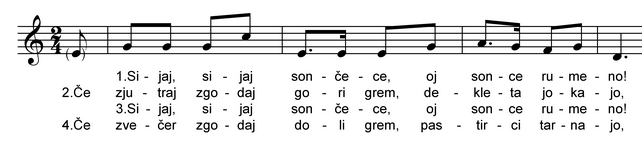 1.Si - jaj, si - jaj son - če - ce, oj son - ce ru - me - no!
2.Če zju - traj zgo - daj go - ri grem, de - kle - ta jo - ka - jo,
3.Si - jaj, si - jaj son - če - ce, oj son - ce ru - me - no!
4.Če zve - čer zgo - daj do - li grem, pas - tir - ci tar - na - jo,